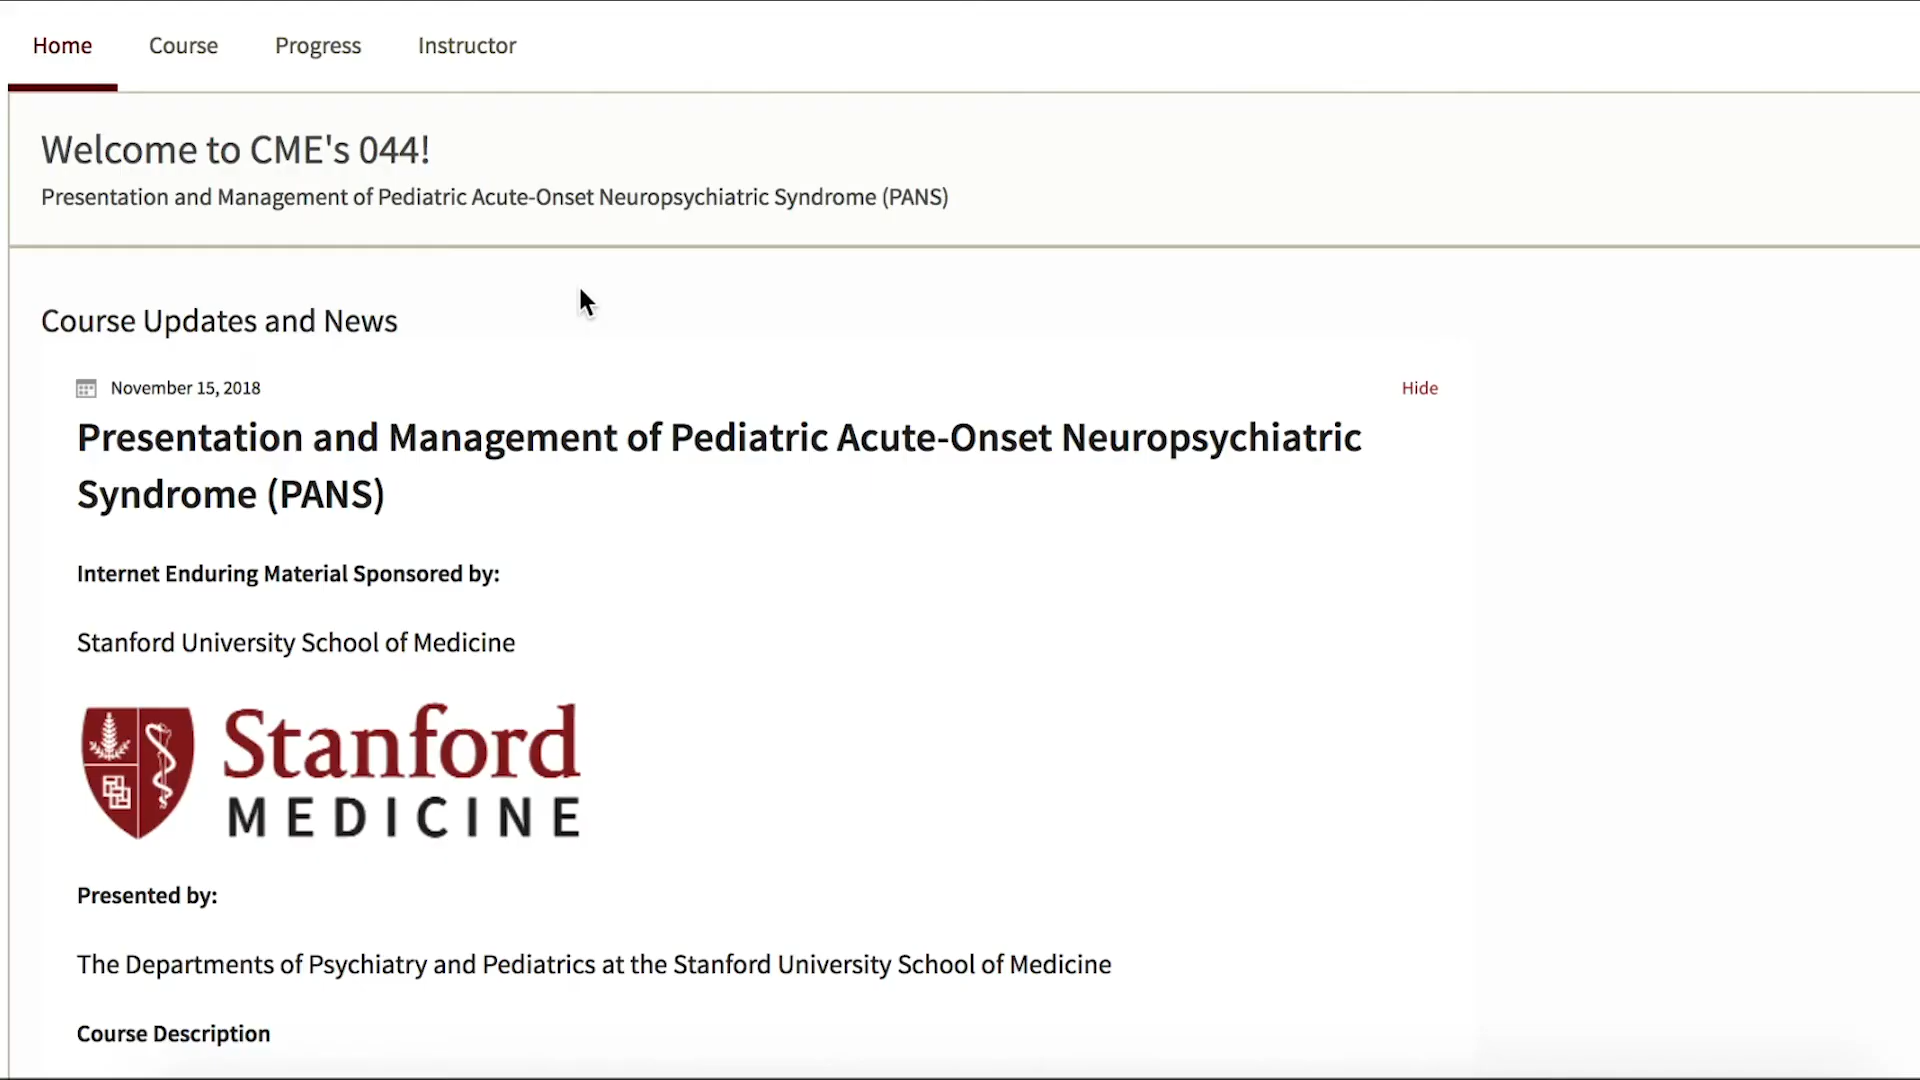 Home
Course
Progress
Instructor
Welcome to CME's 044!
Presentation and Management of Pediatric Acute-Onset Neuropsychiatric Syndrome (PANS)
Course Updates and News
November 15, 2018
Hide
Presentation and Management of Pediatric Acute-Onset Neuropsychiatric
Syndrome (PANS)
Internet Enduring Material Sponsored by:
Stanford University School of Medicine
Stanford
MEDICINE
Presented by:
The Departments of Psychiatry and Pediatrics at the Stanford University School of Medicine
Course Description